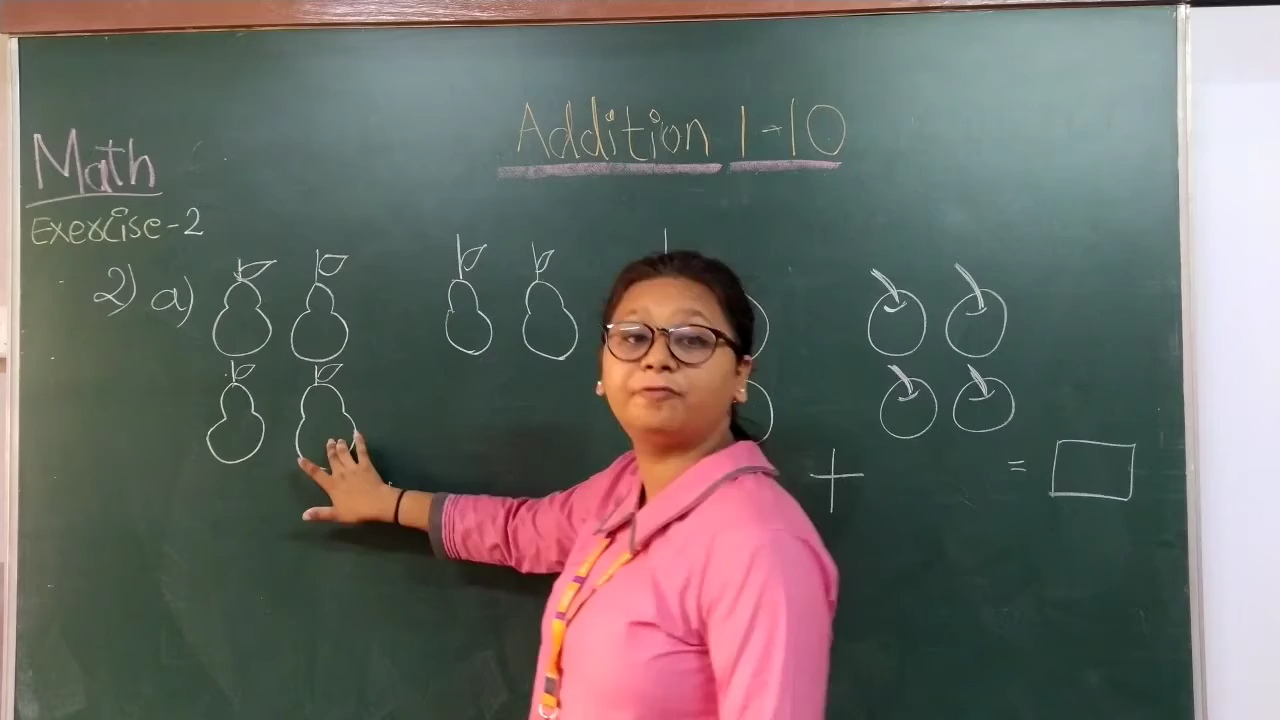 Addition 1-10
Math
Exercise-2
2) a)
+ =